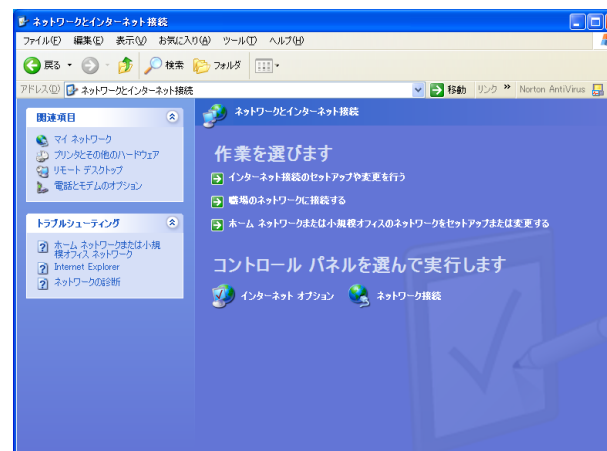 ネットワークとインターネット接続
ファイル(F) 編集(E) 表示(V) お気に入り(A) ツール(T) ヘルプ(H)
戻る 検索 フォルダ
アドレス(D) ネットワークとインターネット接続 移動 リンク » Norton AntiVirus
関連項目
マイ ネットワーク
プリンタとその他のハードウェア
リモート デスクトップ
電話とモデムのオプション
トラブルシューティング
ホーム ネットワークまたは小規
模オフィス ネットワーク
Internet Explorer
ネットワークの診断
ネットワークとインターネット接続
作業を選びます
インターネット接続のセットアップや変更を行う
職場のネットワークに接続する
ホーム ネットワークまたは小規模オフィスのネットワークをセットアップまたは変更する
コントロール パネルを選んで実行します
インターネット オプション ネットワーク接続